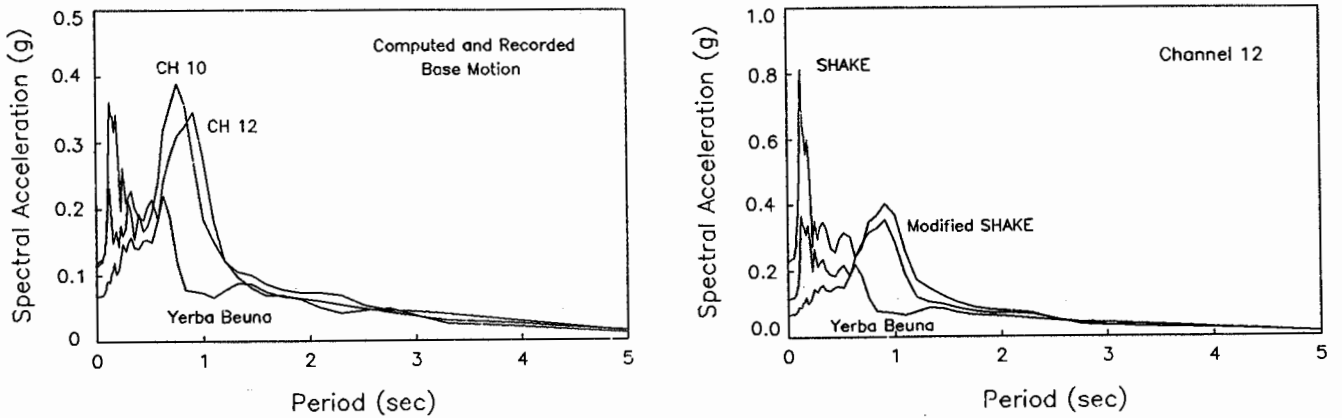 Spectral Acceleration (g)
0.5
0.4
0.3
0.2
0.1
0
Computed and Recorded
Base Motion
CH 10
CH 12
Yerba Beuna
0 1 2 3 4 5
Period (sec)
Spectral Acceleration (g)
1.0
0.8
0.6
0.4
0.2
0.0
Channel 12
SHAKE
Modified SHAKE
Yerba Beuna
0 1 2 3 4 5
Period (sec)